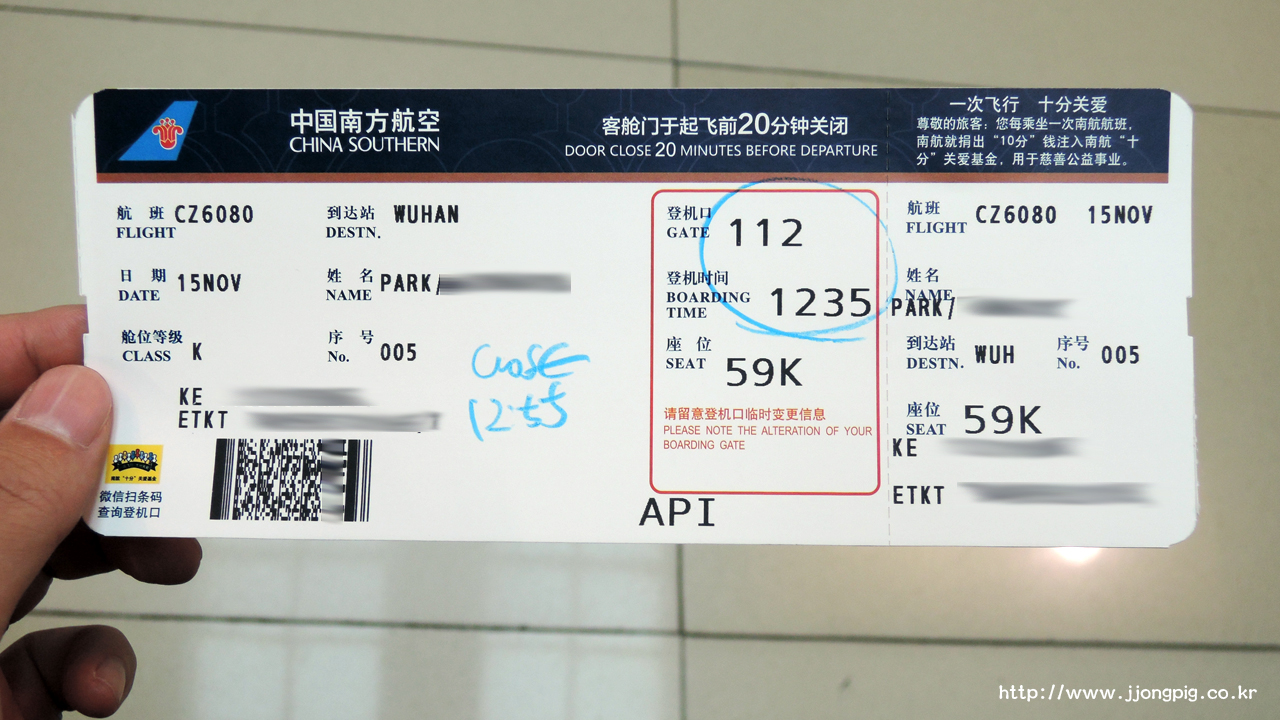 中国南方航空
CHINA SOUTHERN
客舱门于起飞前20分钟关闭
DOOR CLOSE 20 MINUTES BEFORE DEPARTURE
一次飞行 十分关爱
尊敬的旅客：您每乘坐一次南航航班，
南航就捐出“10分”钱注入南航“十
分”关爱基金，用于慈善公益事业。
航班 CZ6080
FLIGHT
到达站 WUHAN
DESTN.
日期 15NOV
DATE
姓名 PARK/
NAME
舱位等级 K
CLASS
序号 005
No.
KE
ETKT
CLOSE
12:55
南航“十分”关爱基金
微信扫条码
查询登机口
登机口 112
GATE
登机时间 1235
BOARDING
TIME
座位 59K
SEAT
请留意登机口临时变更信息
PLEASE NOTE THE ALTERATION OF YOUR
BOARDING GATE
API
航班 CZ6080 15NOV
FLIGHT
姓名
NAME
PARK/
到达站 WUH 序号 005
DESTN. No.
座位 59K
SEAT
KE
ETKT
http://www.jjongpig.co.kr